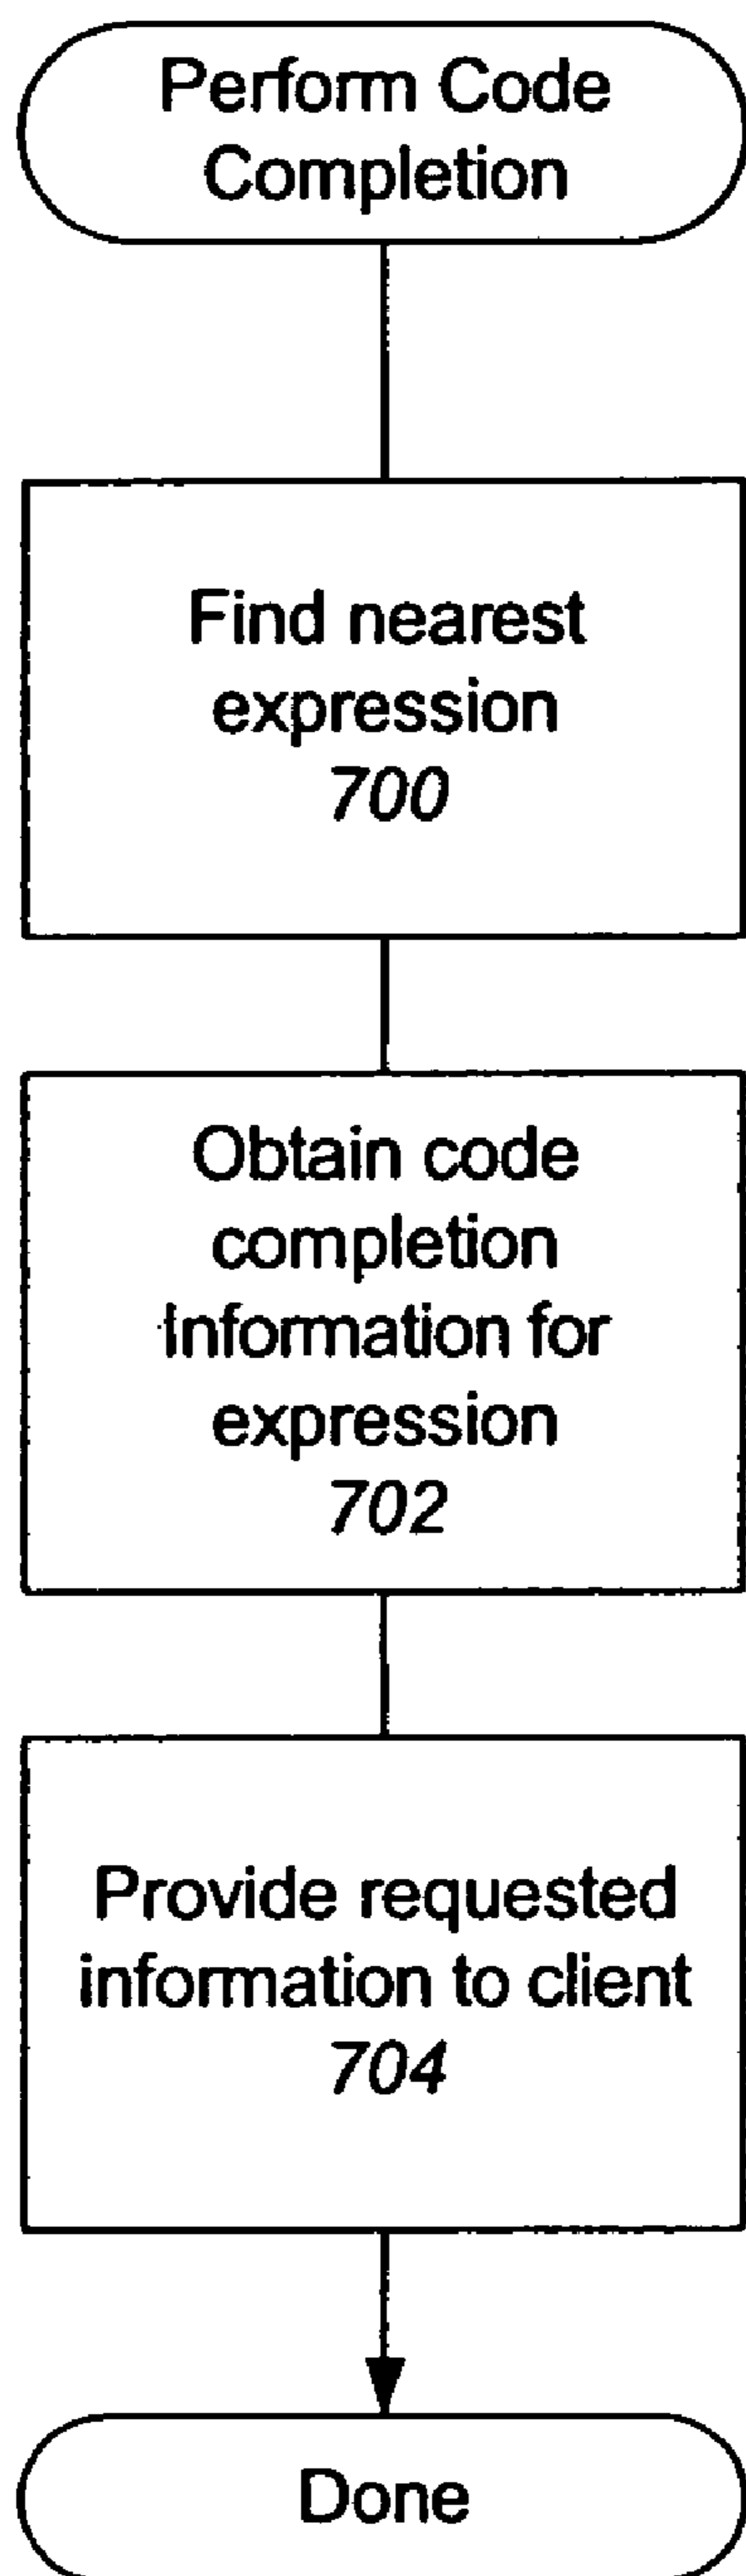 Perform Code
Completion
Find nearest
expression
700
Obtain code
completion
Information for
expression
702
Provide requested
information to client
704
Done